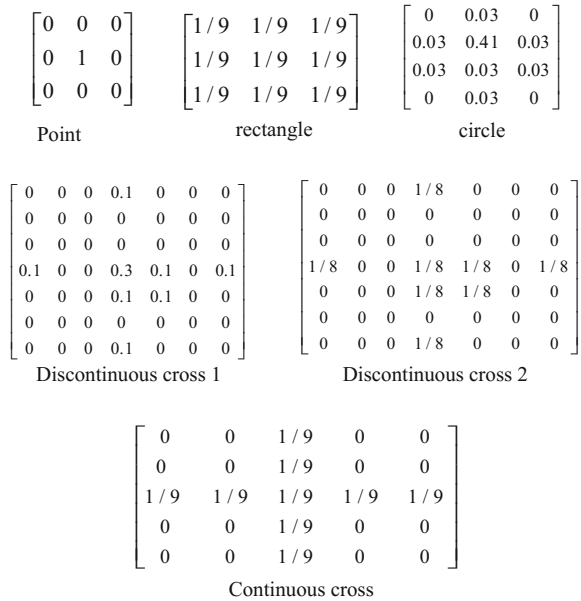 0 0 0
0 1 0
0 0 0
Point
1 / 9 1 / 9 1 / 9
1 / 9 1 / 9 1 / 9
1 / 9 1 / 9 1 / 9
rectangle
0 0.03 0
0.03 0.41 0.03
0.03 0.03 0.03
0 0.03 0
circle
0 0 0 0.1 0 0 0
0 0 0 0 0 0 0
0 0 0 0 0 0 0
0.1 0 0 0.3 0.1 0 0.1
0 0 0 0.1 0.1 0 0
0 0 0 0 0 0 0
0 0 0 0.1 0 0 0
Discontinuous cross 1
0 0 0 1 / 8 0 0 0
0 0 0 0 0 0 0
0 0 0 0 0 0 0
1 / 8 0 0 1 / 8 1 / 8 0 1 / 8
0 0 0 1 / 8 1 / 8 0 0
0 0 0 0 0 0 0
0 0 0 1 / 8 0 0 0
Discontinuous cross 2
0 0 1 / 9 0 0
0 0 1 / 9 0 0
1 / 9 1 / 9 1 / 9 1 / 9 1 / 9
0 0 1 / 9 0 0
0 0 1 / 9 0 0
Continuous cross